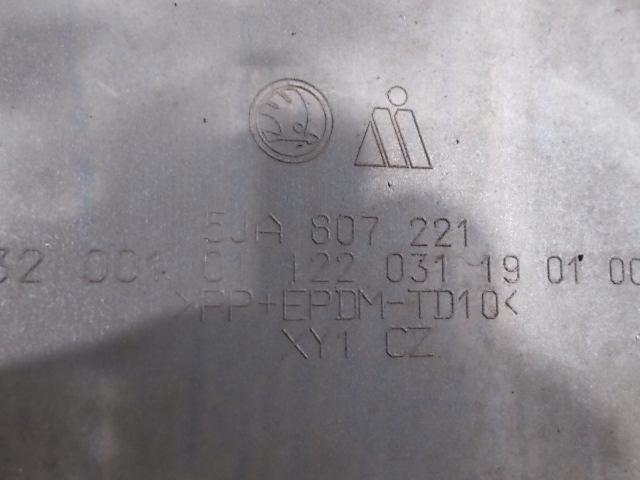 5JA 807 221
32 001 01 122 031 19 01 00
>PP+EPDM-TD10<
XY1 CZ